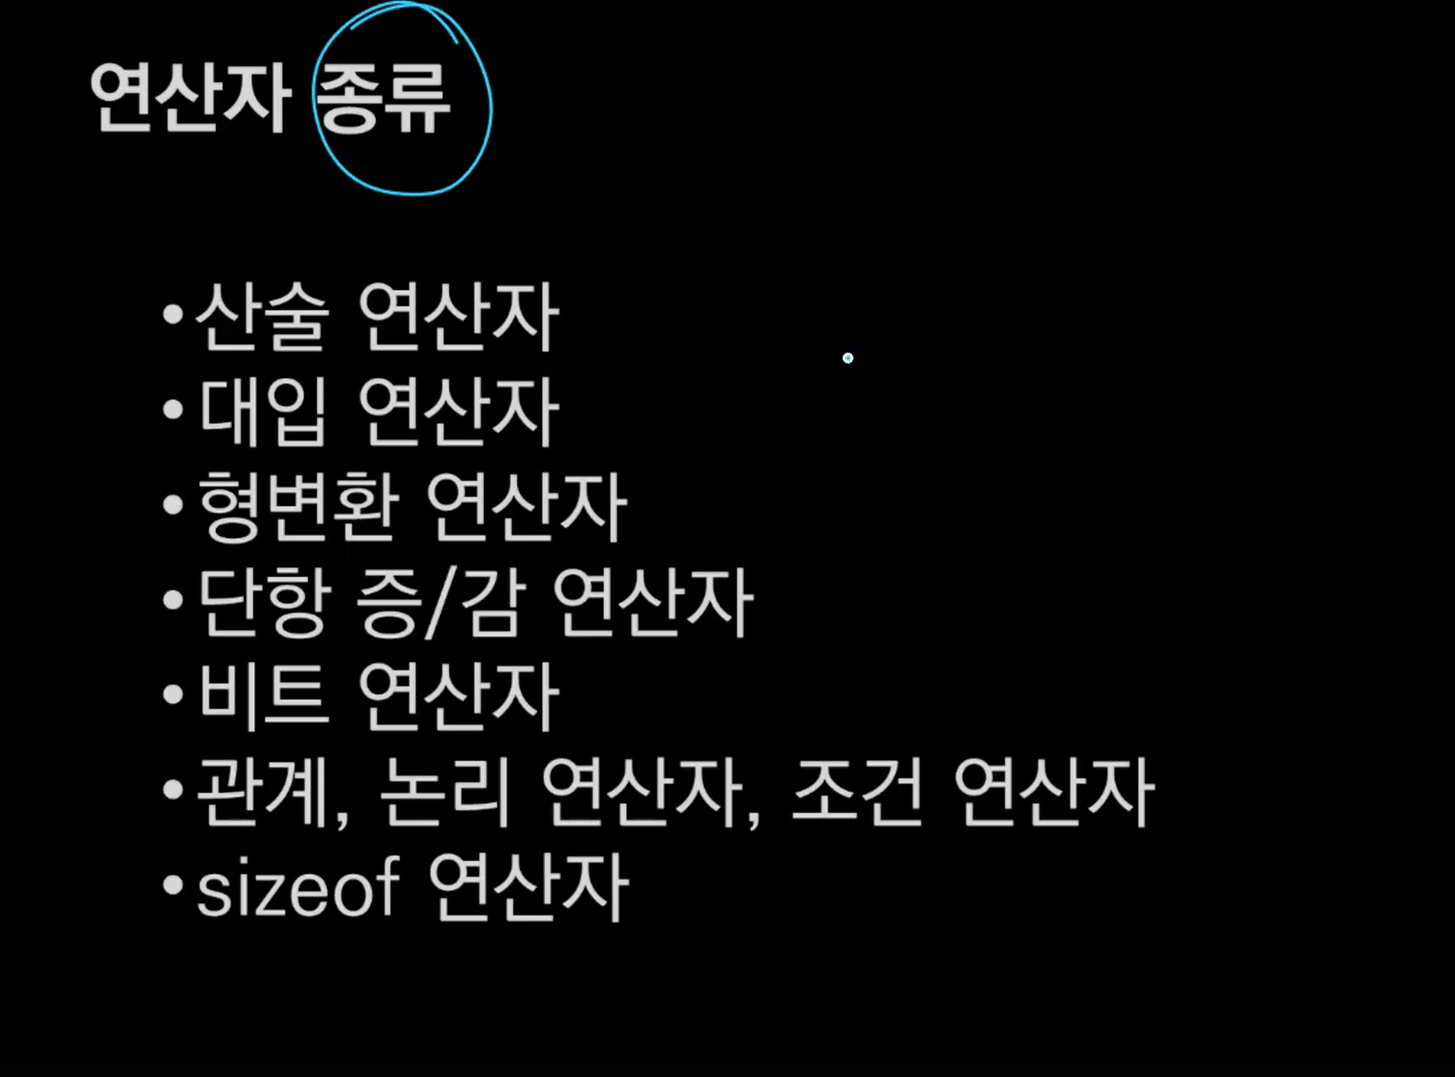 연산자 종류
•산술 연산자
•대입 연산자
•형변환 연산자
•단항 증/감 연산자
•비트 연산자
•관계, 논리 연산자, 조건 연산자
•sizeof 연산자